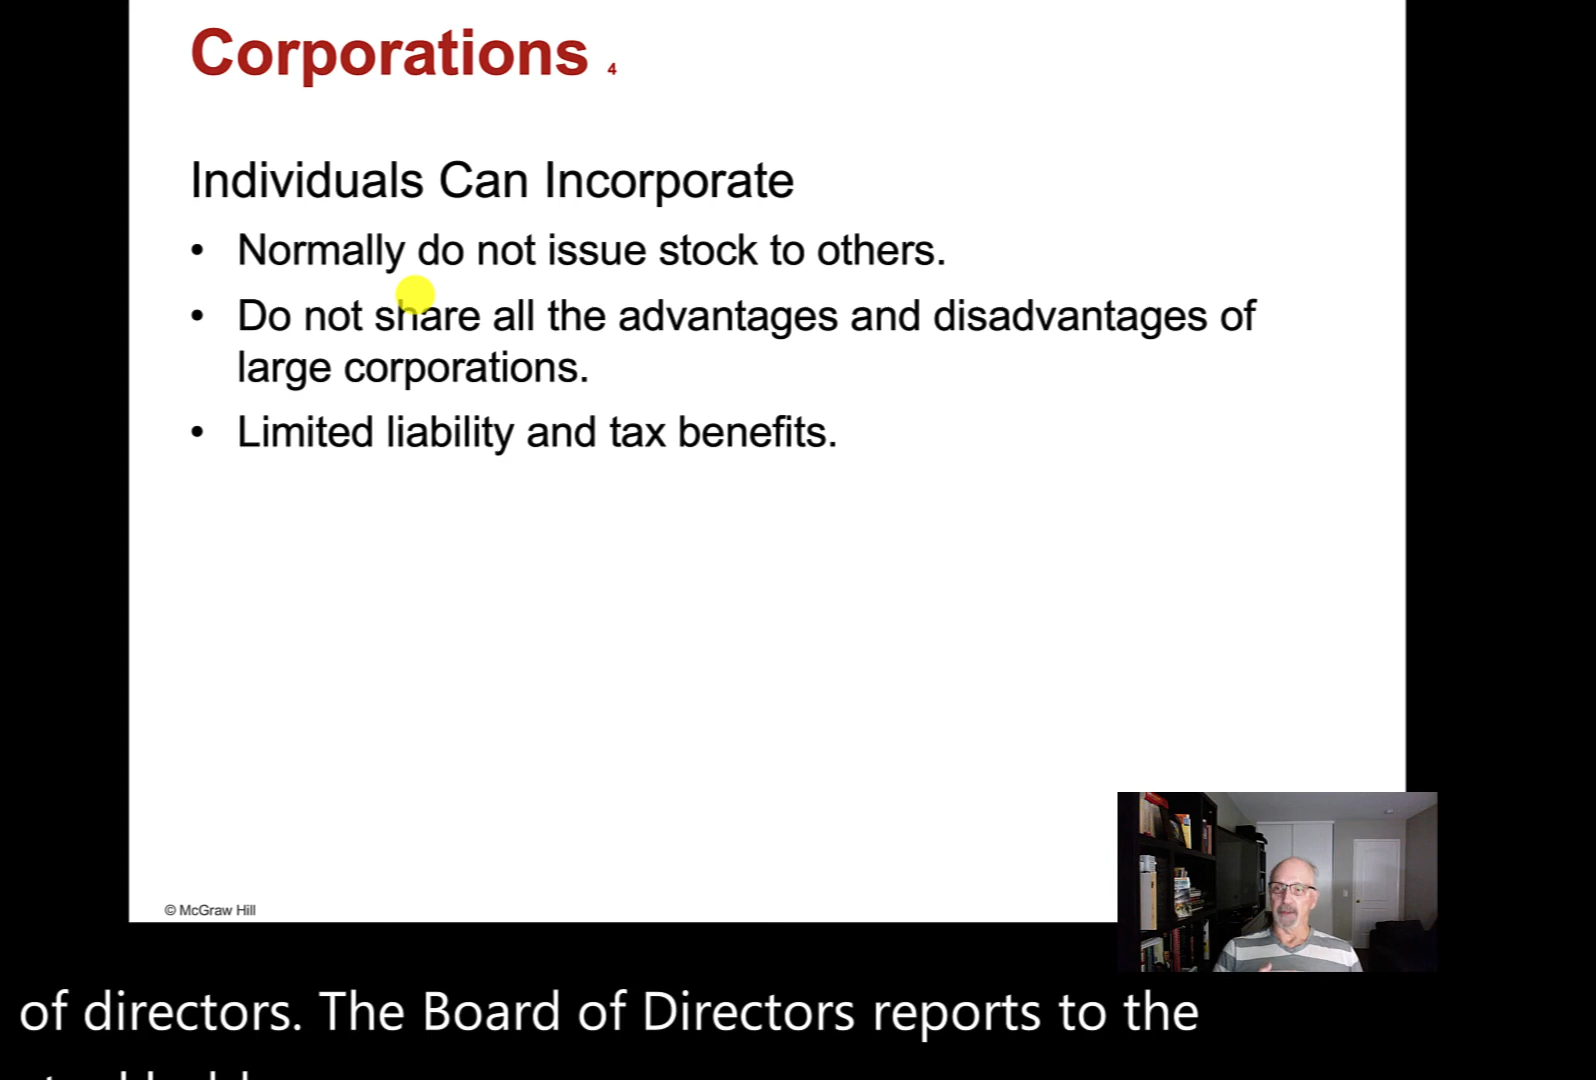 Corporations 4
Individuals Can Incorporate
• Normally do not issue stock to others.
• Do not share all the advantages and disadvantages of
large corporations.
• Limited liability and tax benefits.
© McGraw Hill
of directors. The Board of Directors reports to the